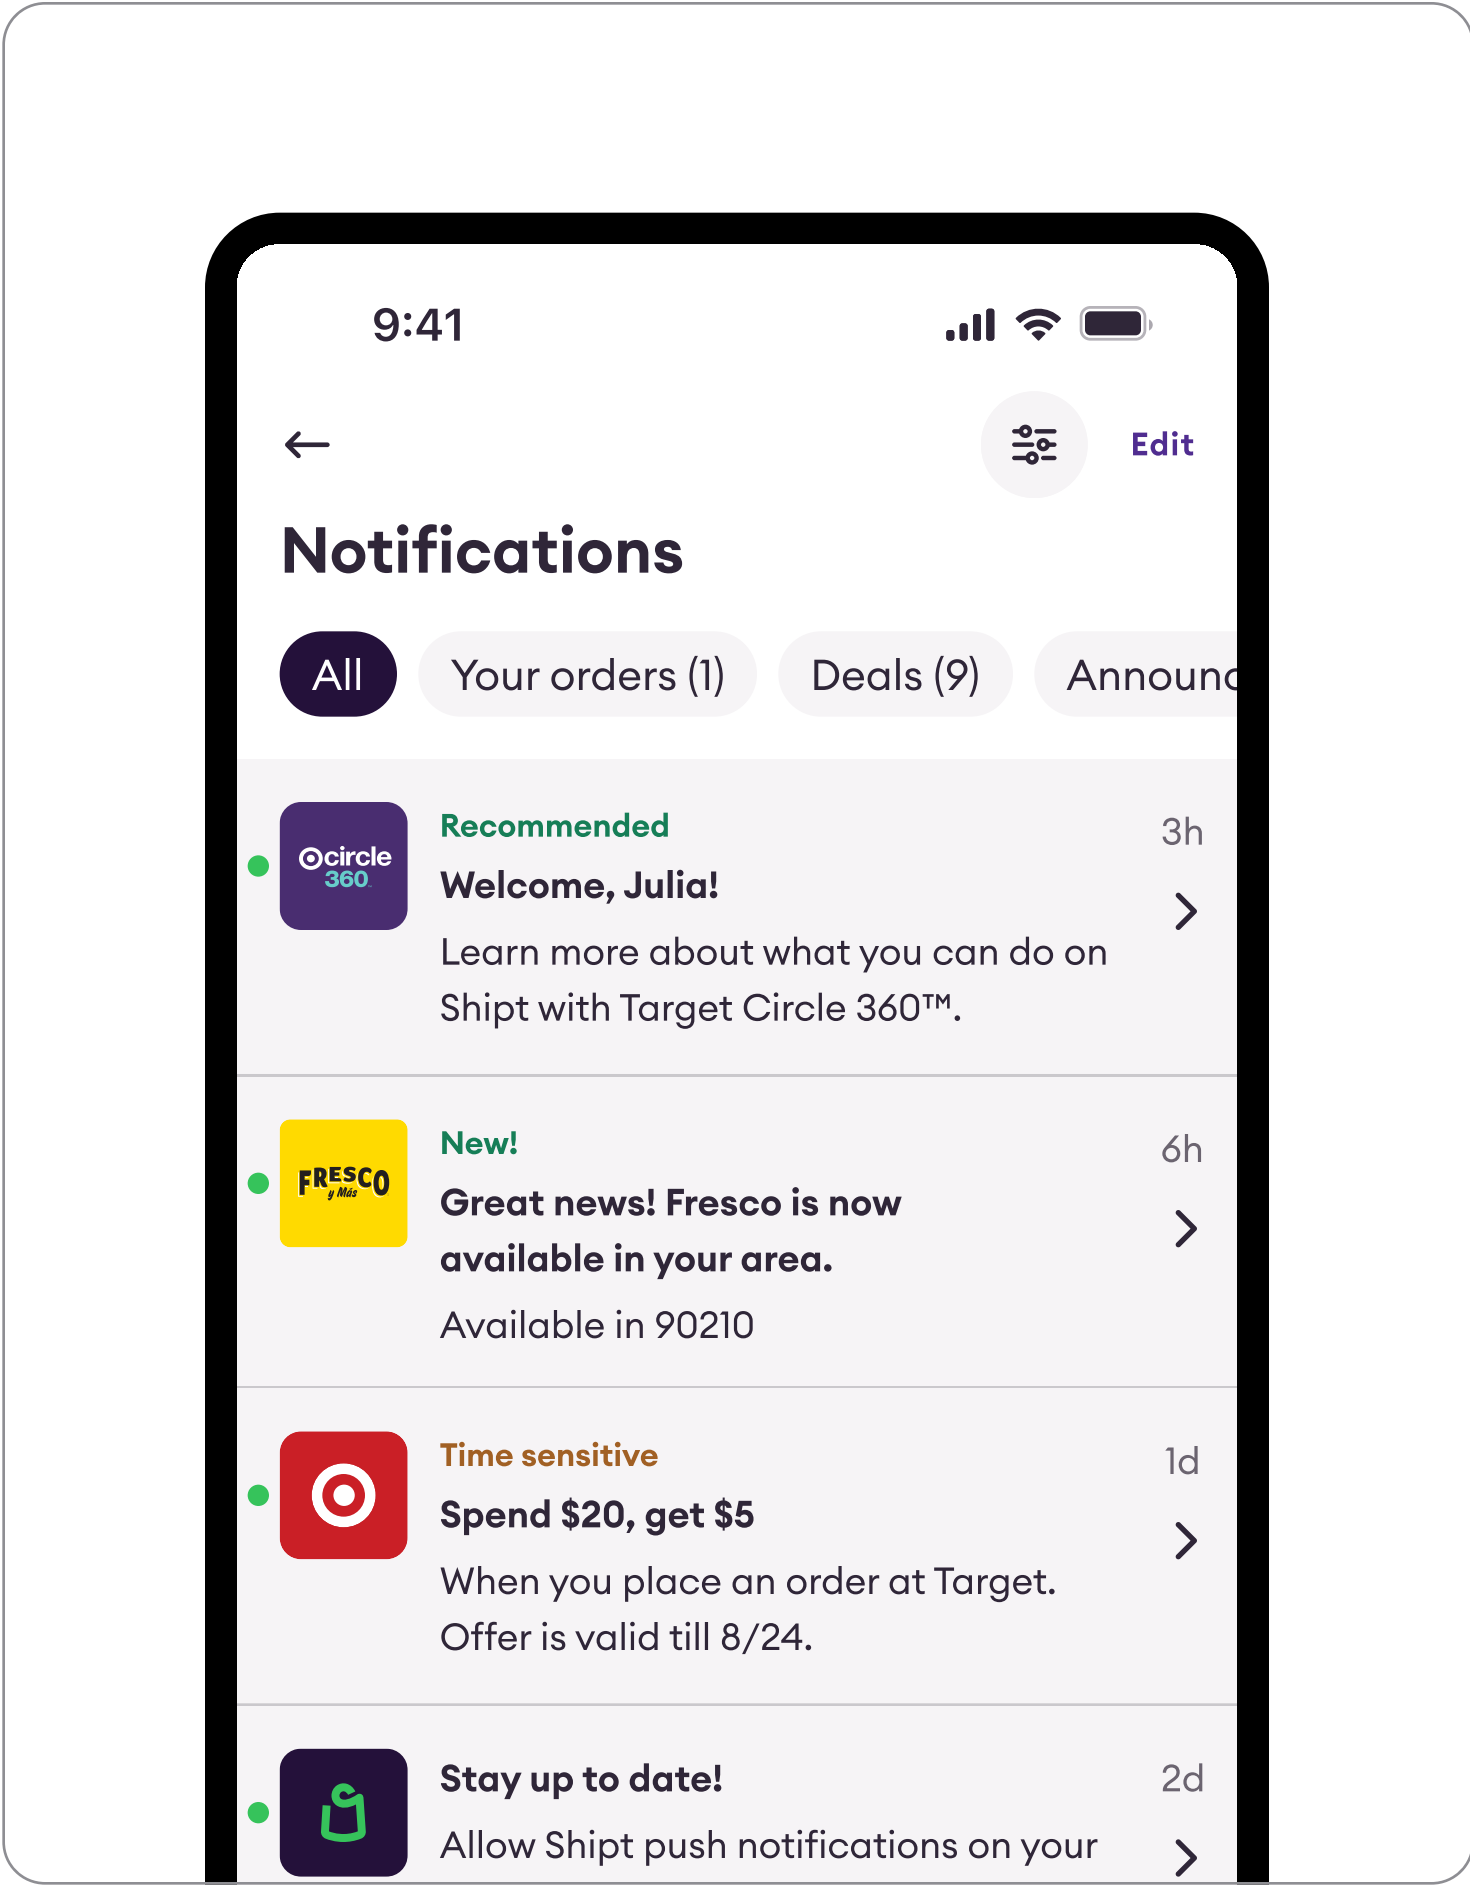 9:41
Edit
Notifications
All
Your orders (1)
Deals (9)
Announc
circle
360
Recommended
3h
Welcome, Julia!
Learn more about what you can do on
Shipt with Target Circle 360™.
FRESCO
y Más
New!
6h
Great news! Fresco is now
available in your area.
Available in 90210
Time sensitive
1d
Spend $20, get $5
When you place an order at Target.
Offer is valid till 8/24.
Stay up to date!
2d
Allow Shipt push notifications on your